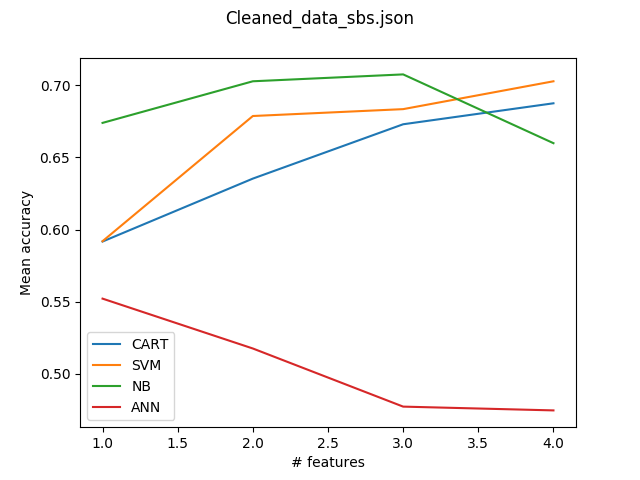 Cleaned_data_sbs.json
0.70
0.65
0.60
0.55
0.50
Mean accuracy
CART
SVM
NB
ANN
1.0 1.5 2.0 2.5 3.0 3.5 4.0
# features